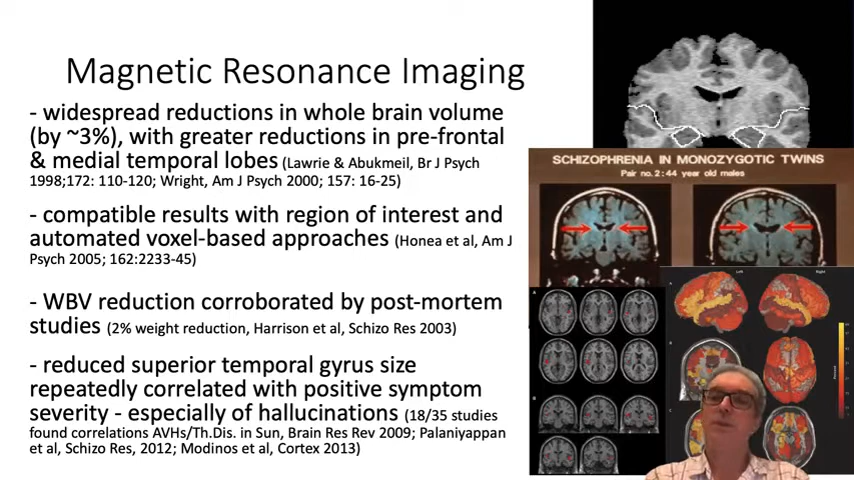 Magnetic Resonance Imaging
- widespread reductions in whole brain volume
(by ~3%), with greater reductions in pre-frontal
& medial temporal lobes (Lawrie & Abukmeil, Br J Psych
1998;172: 110-120; Wright, Am J Psych 2000; 157: 16-25)
- compatible results with region of interest and
automated voxel-based approaches (Honea et al, Am J
Psych 2005; 162:2233-45)
- WBV reduction corroborated by post-mortem
studies (2% weight reduction, Harrison et al, Schizo Res 2003)
- reduced superior temporal gyrus size
repeatedly correlated with positive symptom
severity - especially of hallucinations (18/35 studies
found correlations AVHs/Th.Dis. in Sun, Brain Res Rev 2009; Palaniyappan
et al, Schizo Res, 2012; Modinos et al, Cortex 2013)
SCHIZOPHRENIA IN MONOZYGOTIC TWINS
Pair no. 2: 44 year old males
Left
Right
A
B
C
A
B